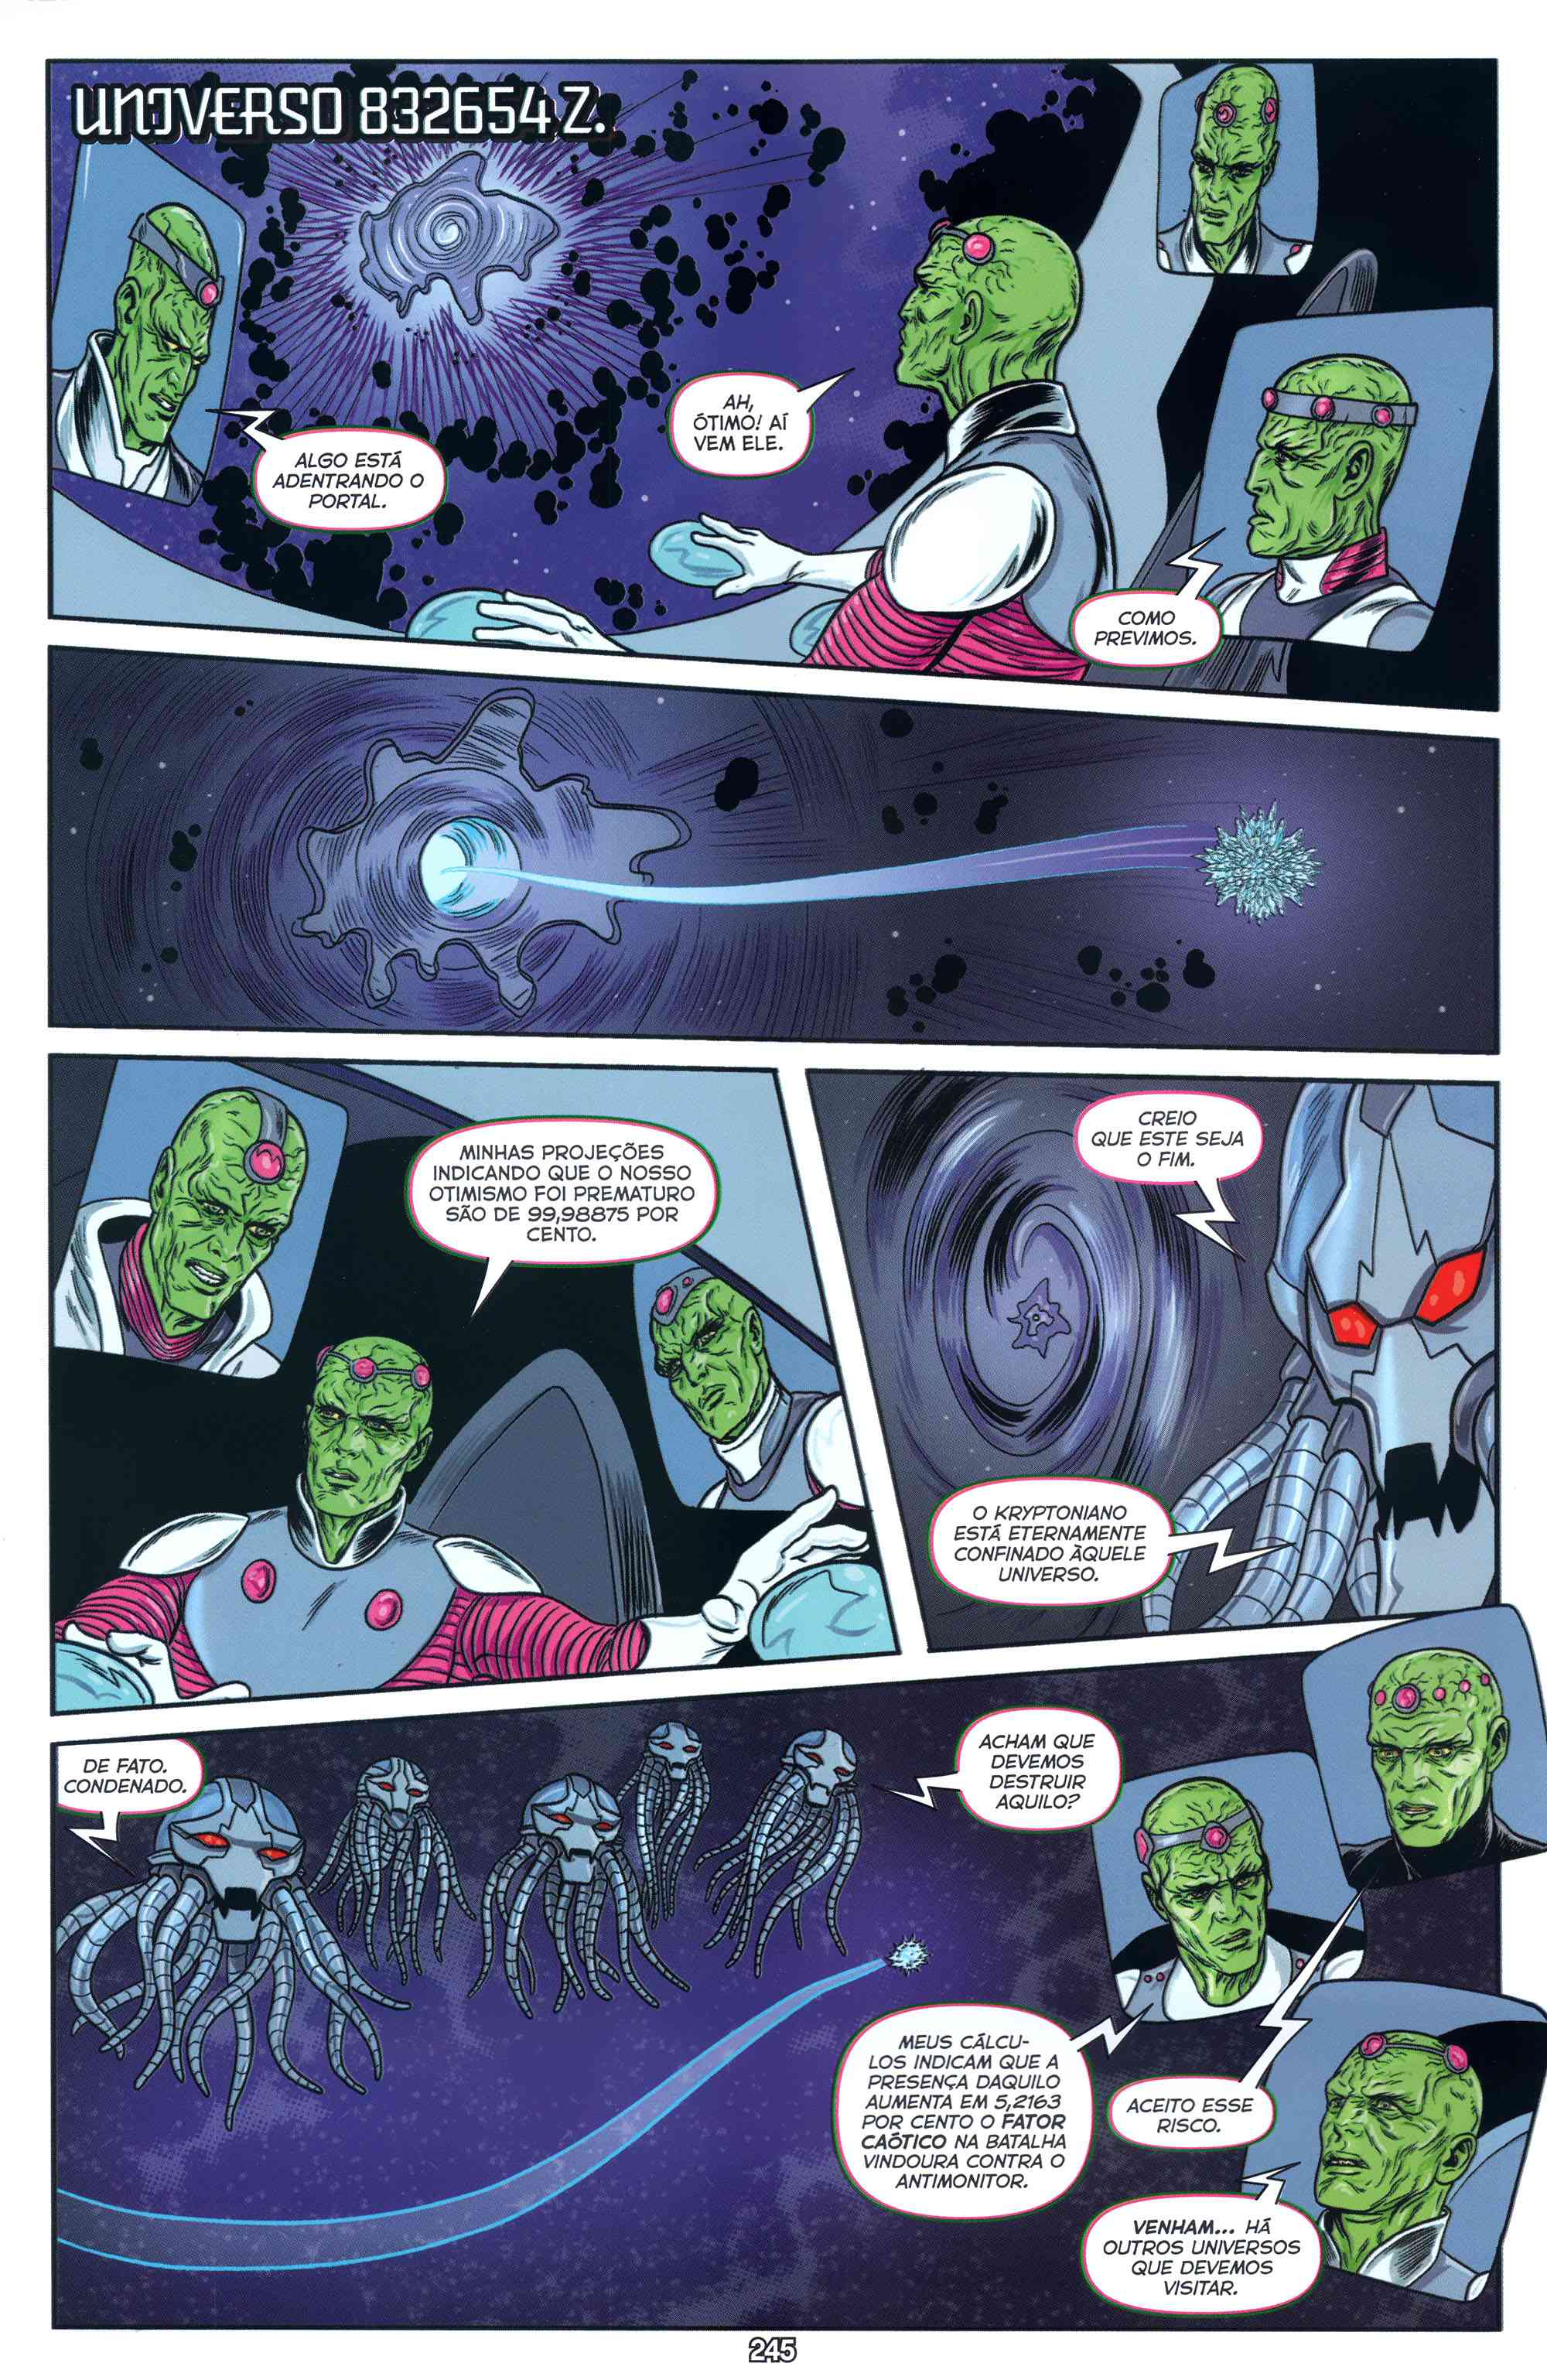 UNIVERSO 832654 Z.
ALGO ESTÁ
ADENTRANDO O
PORTAL.
AH,
ÓTIMO! AÍ
VEM ELE.
COMO
PREVIMOS.
MINHAS PROJEÇÕES
INDICANDO QUE O NOSSO
OTIMISMO FOI PREMATURO
SÃO DE 99,98875 POR
CENTO.
CREIO
QUE ESTE SEJA
O FIM.
O KRYPTONIANO
ESTÁ ETERNAMENTE
CONFINADO ÀQUELE
UNIVERSO.
DE FATO.
CONDENADO.
ACHAM QUE
DEVEMOS
DESTRUIR
AQUILO?
MEUS CÁLCU-
LOS INDICAM QUE A
PRESENÇA DAQUILO
AUMENTA EM 5,2163
POR CENTO O FATOR
CAÓTICO NA BATALHA
VINDOURA CONTRA O
ANTIMONITOR.
ACEITO ESSE
RISCO.
VENHAM... HÁ
OUTROS UNIVERSOS
QUE DEVEMOS
VISITAR.
245